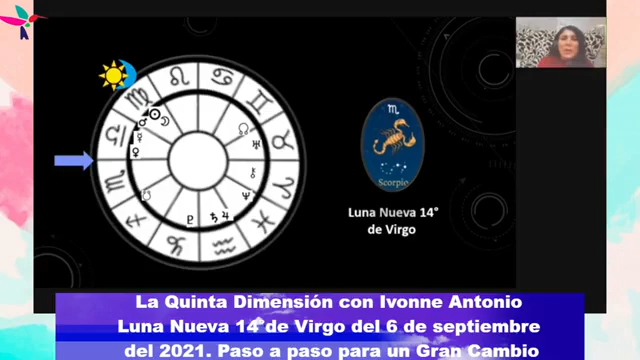 Scorpio
Luna Nueva 14°
de Virgo
La Quinta Dimensión con Ivonne Antonio
Luna Nueva 14°de Virgo del 6 de septiembre
del 2021. Paso a paso para un Gran Cambio